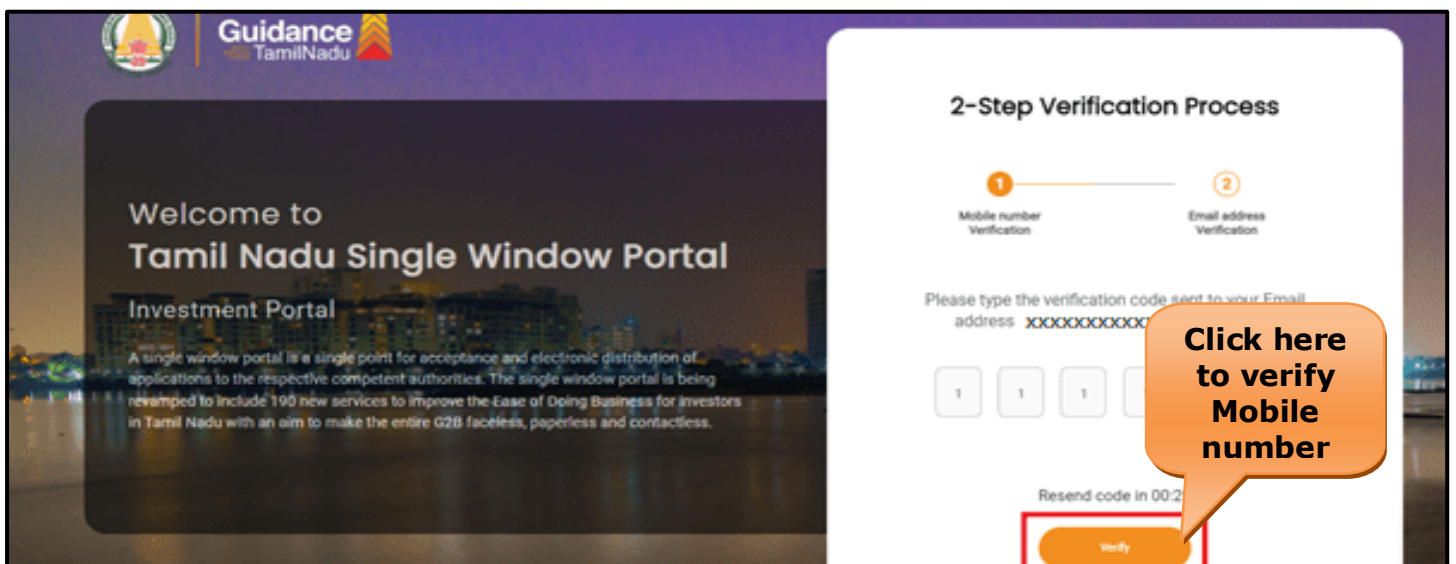 Guidance
TamilNadu
Welcome to
Tamil Nadu Single Window Portal
Investment Portal
A single window portal is a single point for acceptance and electronic distribution of
applications to the respective competent authorities. The single window portal is being
revamped to include 190 new services to improve the Ease of Doing Business for investors
in Tamil Nadu with an aim to make the entire G2B faceless, paperless and contactless.
2-Step Verification Process
1
2
Mobile number
Verification
Email address
Verification
Please type the verification code sent to your Email
address XXXXXXXXXXX
1 1 1
Resend code in 00:2
Verify
Click here
to verify
Mobile
number